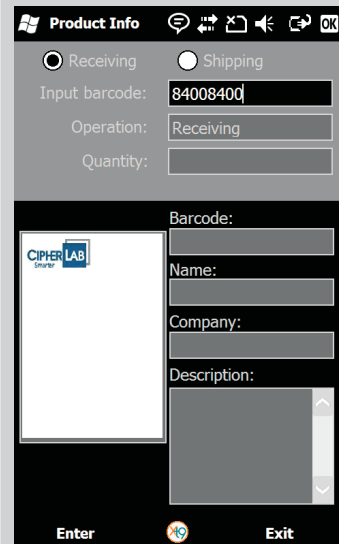 Product Info OK
Receiving Shipping
Input barcode: 84008400
Operation: Receiving
Quantity:
Barcode:
CIPHERLAB
Smarter
Name:
Company:
Description:
Enter Exit